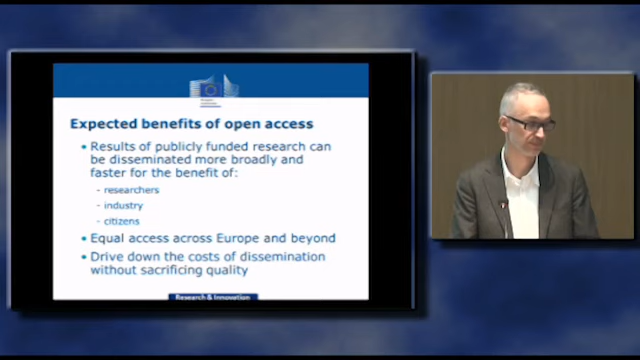 Expected benefits of open access
• Results of publicly funded research can
be disseminated more broadly and
faster for the benefit of:
- researchers
- industry
- citizens
• Equal access across Europe and beyond
• Drive down the costs of dissemination
without sacrificing quality
Research & Innovation